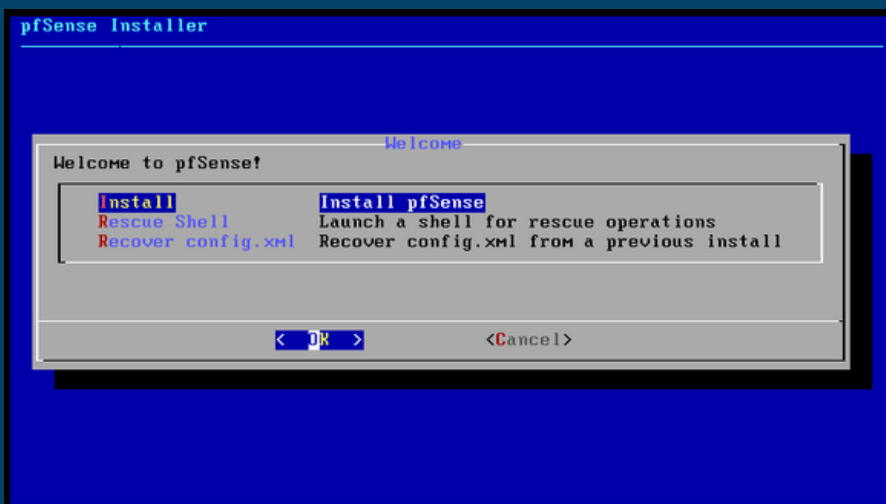 pfSense Installer
Welcome
Welcome to pfSense!
Install Install pfSense
Rescue Shell Launch a shell for rescue operations
Recover config.xml Recover config.xml from a previous install
< OK > <Cancel>